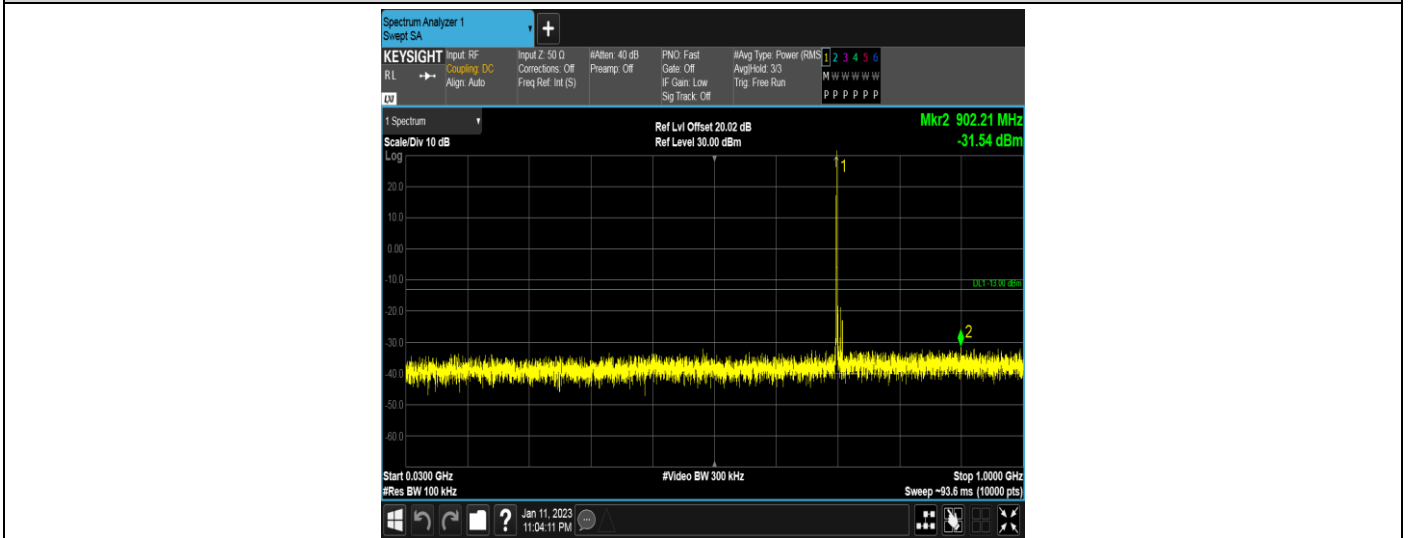 Spectrum Analyzer 1
Swept SA
+
KEYSIGHT Input: RF Input Z: 50 Ω #Atten: 40 dB PNO: Fast #Avg Type: Power (RMS 1 2 3 4 5 6
RL Coupling: DC Corrections: Off Preamp: Off Gate: Off Avg|Hold: 3/3 M W W W W W
Align: Auto Freq Ref: Int (S) IF Gain: Low Trig: Free Run P P P P P P
LXI Sig Track: Off
1 Spectrum Ref Lvl Offset 20.02 dB Mkr2 902.21 MHz
Scale/Div 10 dB Ref Level 30.00 dBm -31.54 dBm
Log
1
20.0
10.0
0.00
-10.0
DL1 -13.00 dBm
-20.0
2
-30.0
-40.0
-50.0
-60.0
Start 0.0300 GHz #Video BW 300 kHz Stop 1.0000 GHz
#Res BW 100 kHz Sweep ~93.6 ms (10000 pts)
? Jan 11, 2023
11:04:11 PM